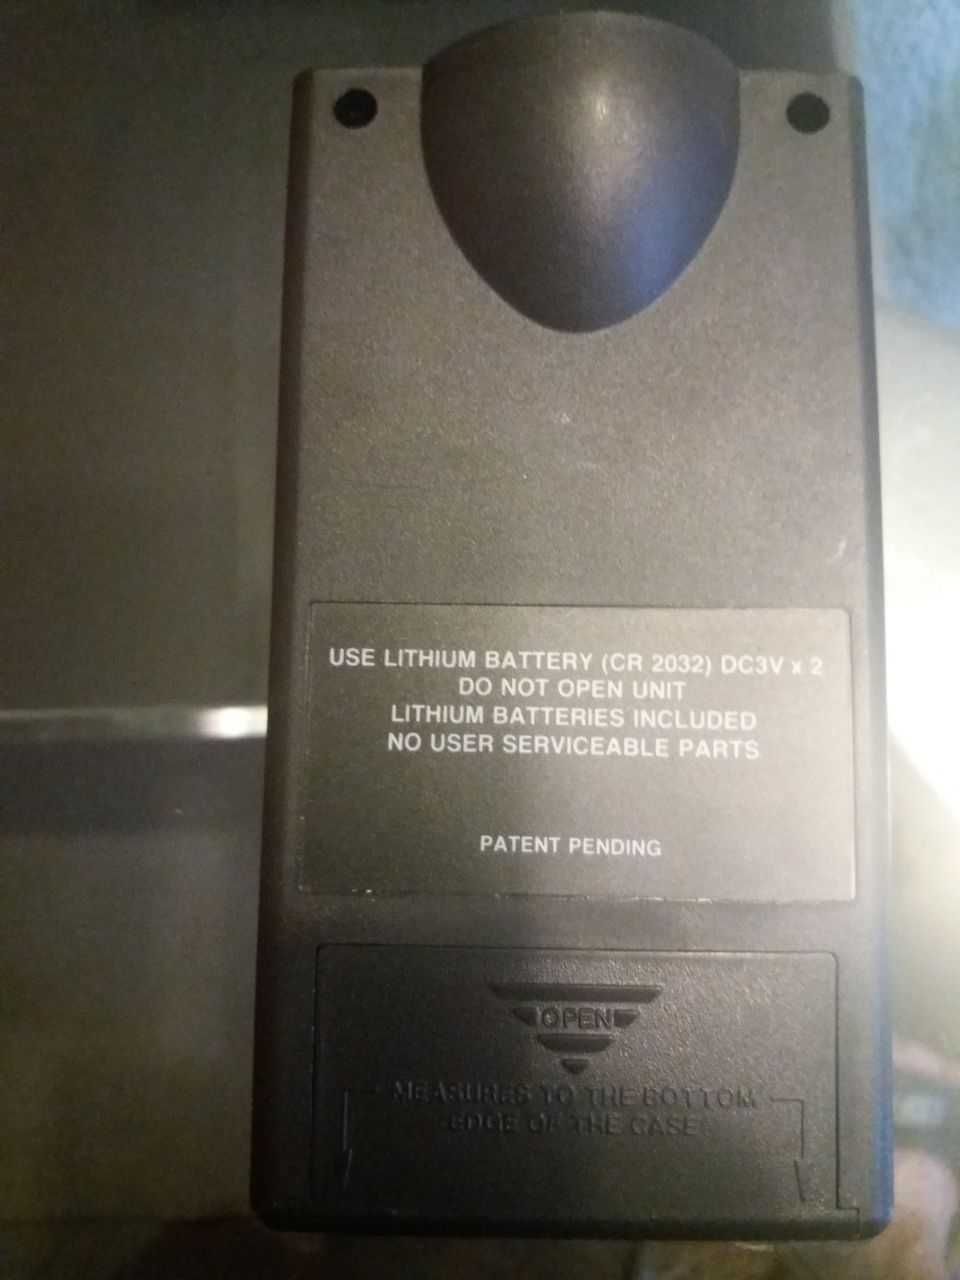 USE LITHIUM BATTERY (CR 2032) DC3V x 2
DO NOT OPEN UNIT
LITHIUM BATTERIES INCLUDED
NO USER SERVICEABLE PARTS
PATENT PENDING
OPEN
MEASURES TO THE BOTTOM
EDGE OF THE CASE